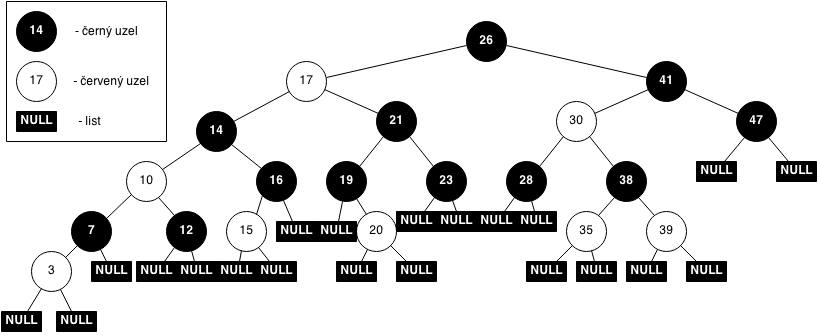 14 - černý uzel
17 - červený uzel
NULL - list
26
17 41
14 21 30 47
NULL NULL
10 16 19 23 28 38
NULL NULL NULL NULL
7 12 15 NULL NULL 20 35 39
3 NULL NULL NULL NULL NULL NULL NULL NULL NULL NULL NULL
NULL NULL